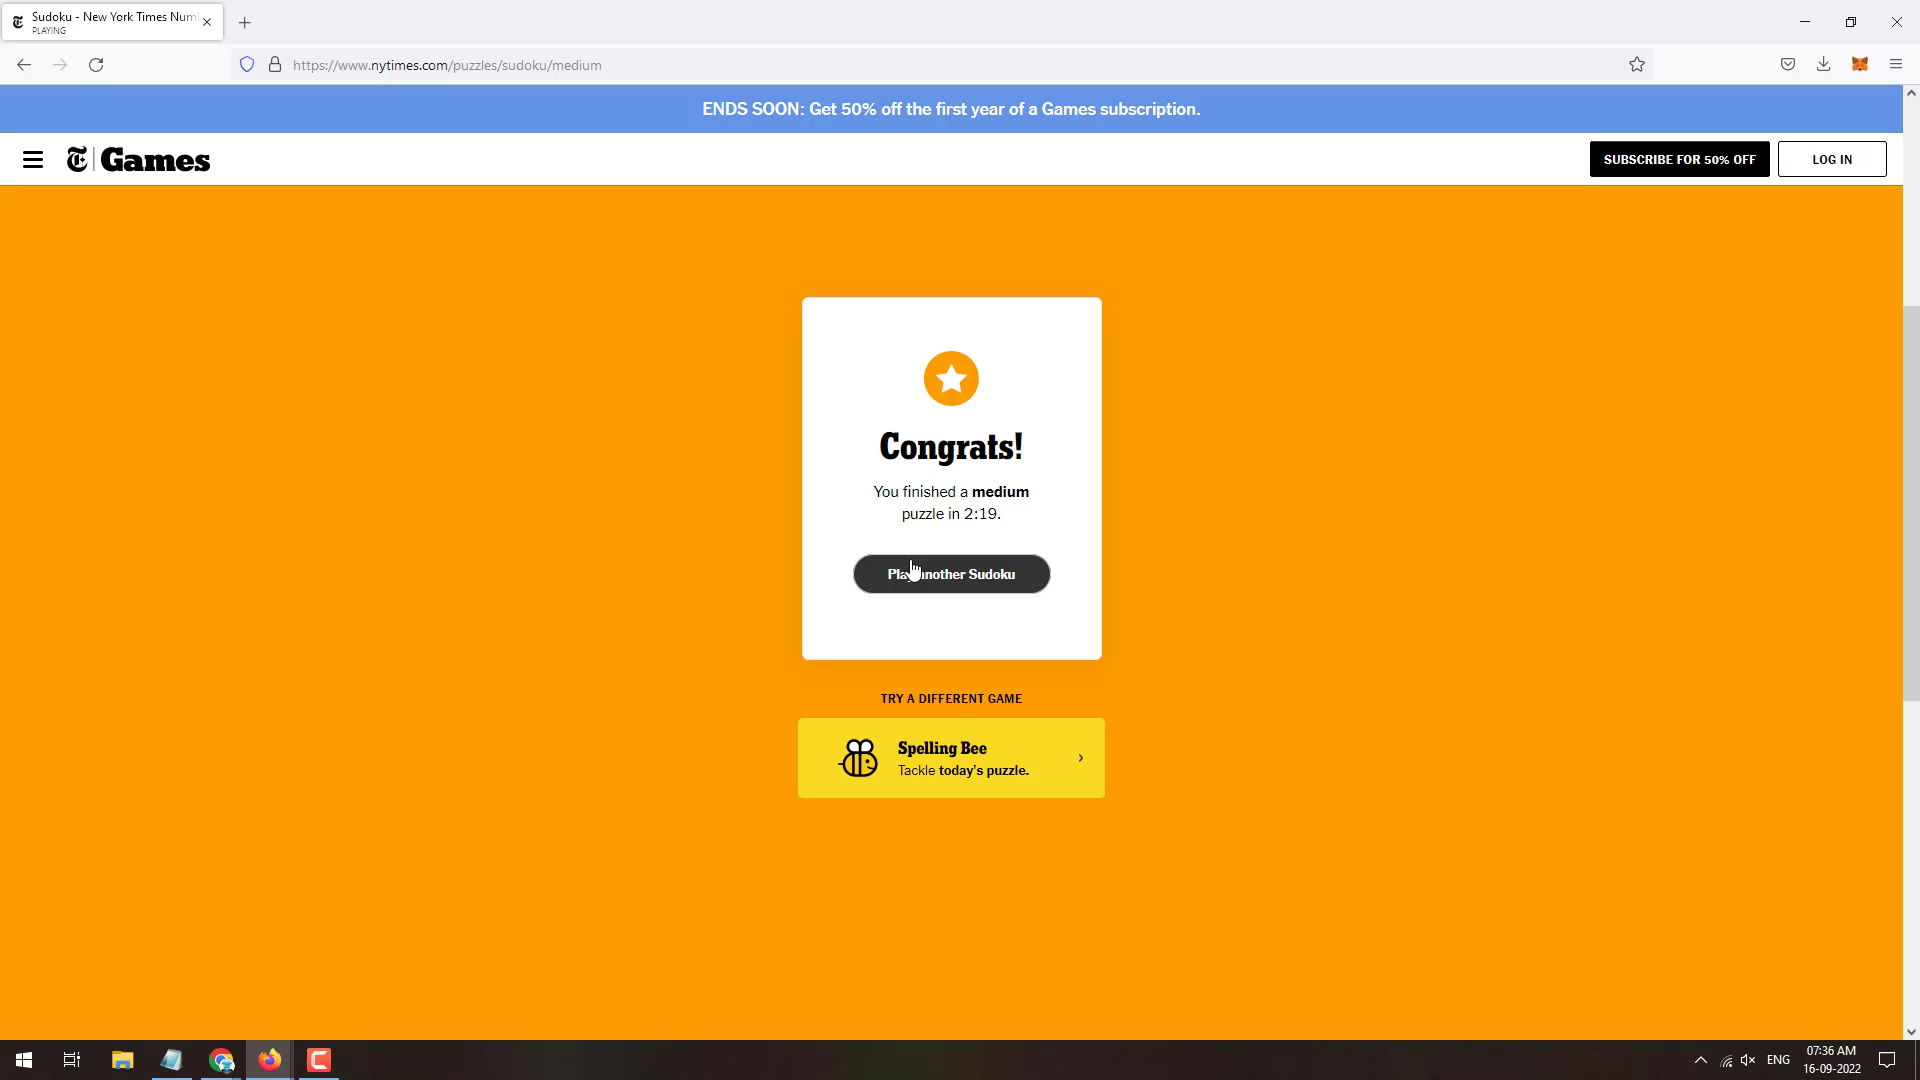 Sudoku - New York Times Num
PLAYING
https://www.nytimes.com/puzzles/sudoku/medium
ENDS SOON: Get 50% off the first year of a Games subscription.
Games
SUBSCRIBE FOR 50% OFF
LOG IN
Congrats!
You finished a medium
puzzle in 2:19.
Play another Sudoku
TRY A DIFFERENT GAME
Spelling Bee
Tackle today's puzzle.
ENG
07:36 AM
16-09-2022